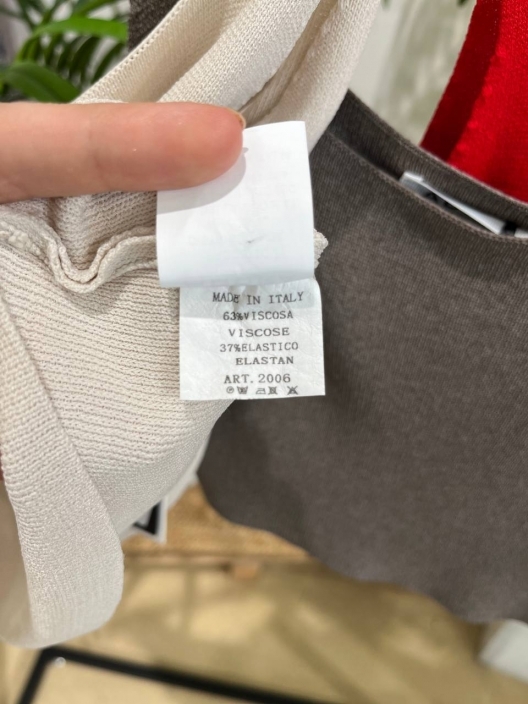 MADE IN ITALY
63%VISCOSA
VISCOSE
37%ELASTICO
ELASTAN
ART. 2006